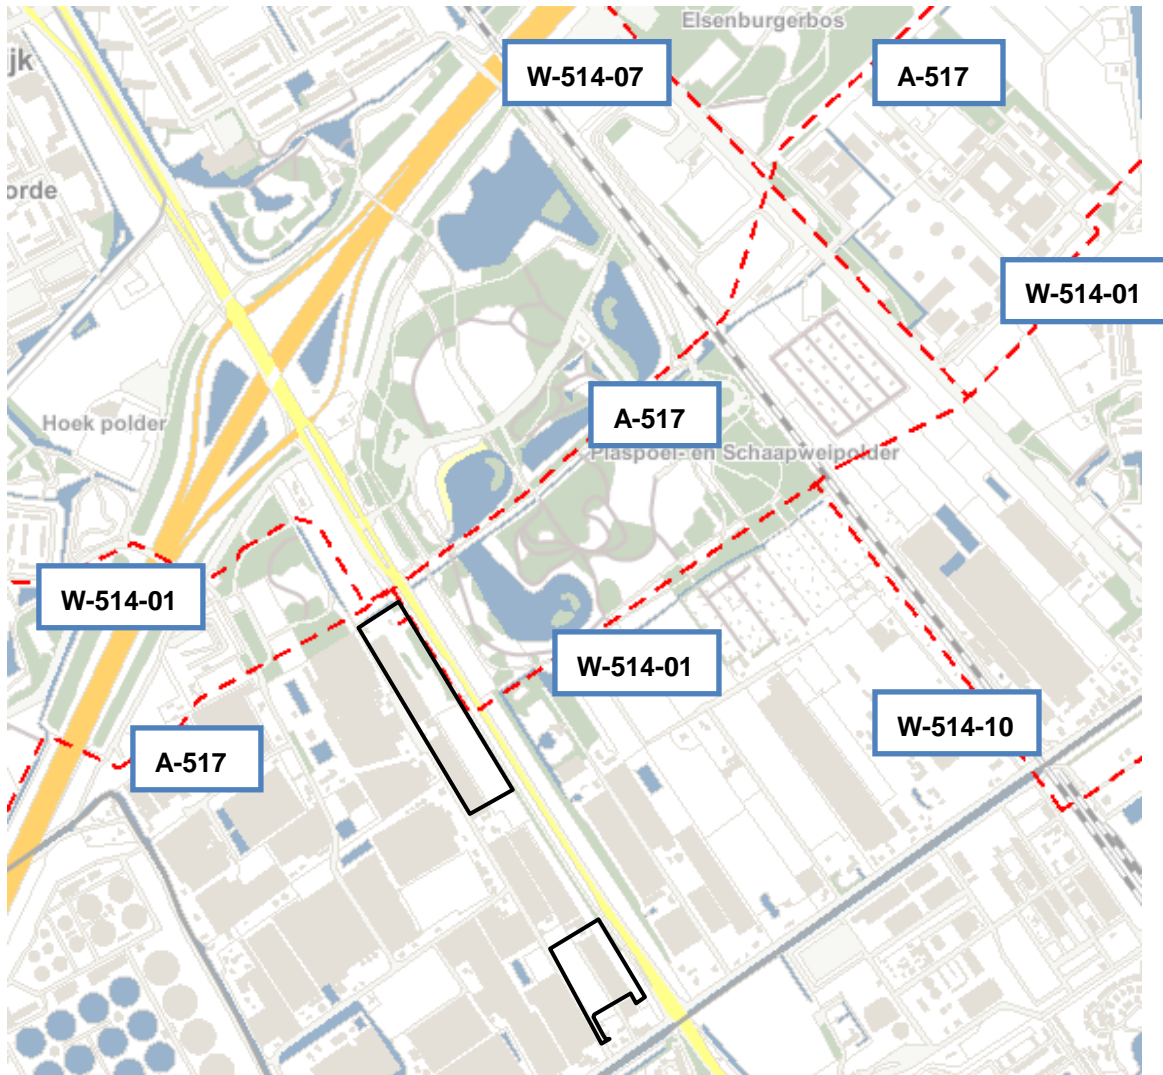 Elsenburgerbos
jk
W-514-07
A-517
orde
W-514-01
A-517
Hoek polder
Plaspoel- en Schaapweipolder
W-514-01
W-514-01
W-514-10
A-517